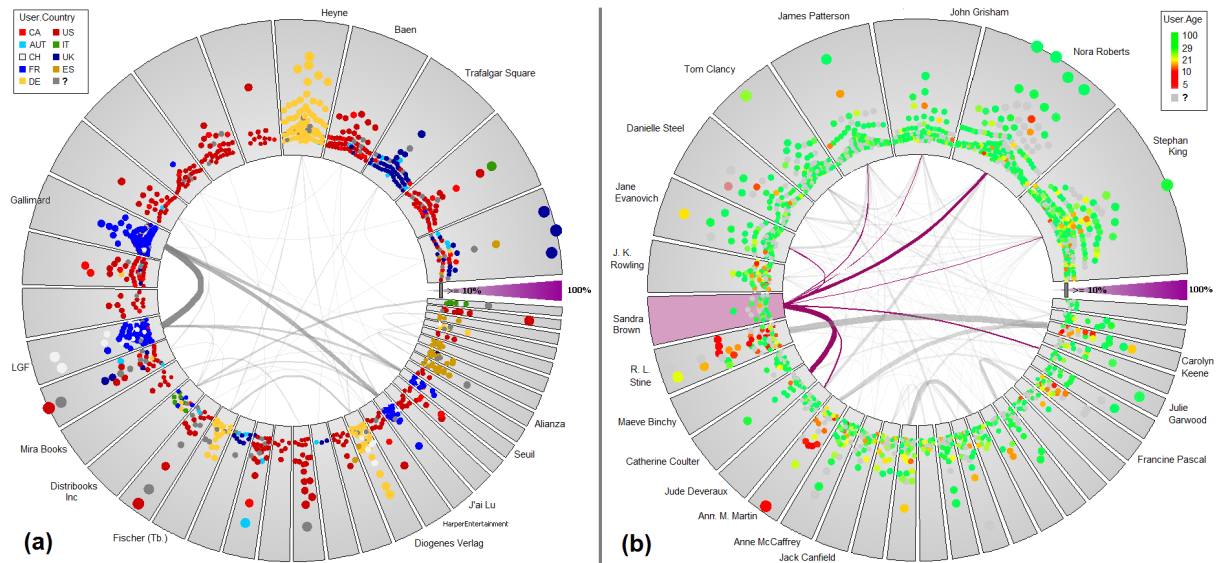 User.Country
CA US
AUT IT
CH UK
FR ES
DE ?
Heyne
Baen
Trafalgar Square
Gallimard
LGF
Mira Books
Distribooks
Inc
Fischer (Tb.)
Diogenes Verlag
HarperEntertainment
J'ai Lu
Seuil
Alianza
>= 10% 100%
(a)
User.Age
100
29
21
10
5
?
John Grisham
James Patterson
Nora Roberts
Tom Clancy
Danielle Steel
Stephan
King
Jane
Evanovich
J. K.
Rowling
Sandra
Brown
R. L.
Stine
Maeve Binchy
Catherine Coulter
Jude Deveraux
Ann. M. Martin
Anne McCaffrey
Jack Canfield
Francine Pascal
Julie
Garwood
Carolyn
Keene
>= 10% 100%
(b)